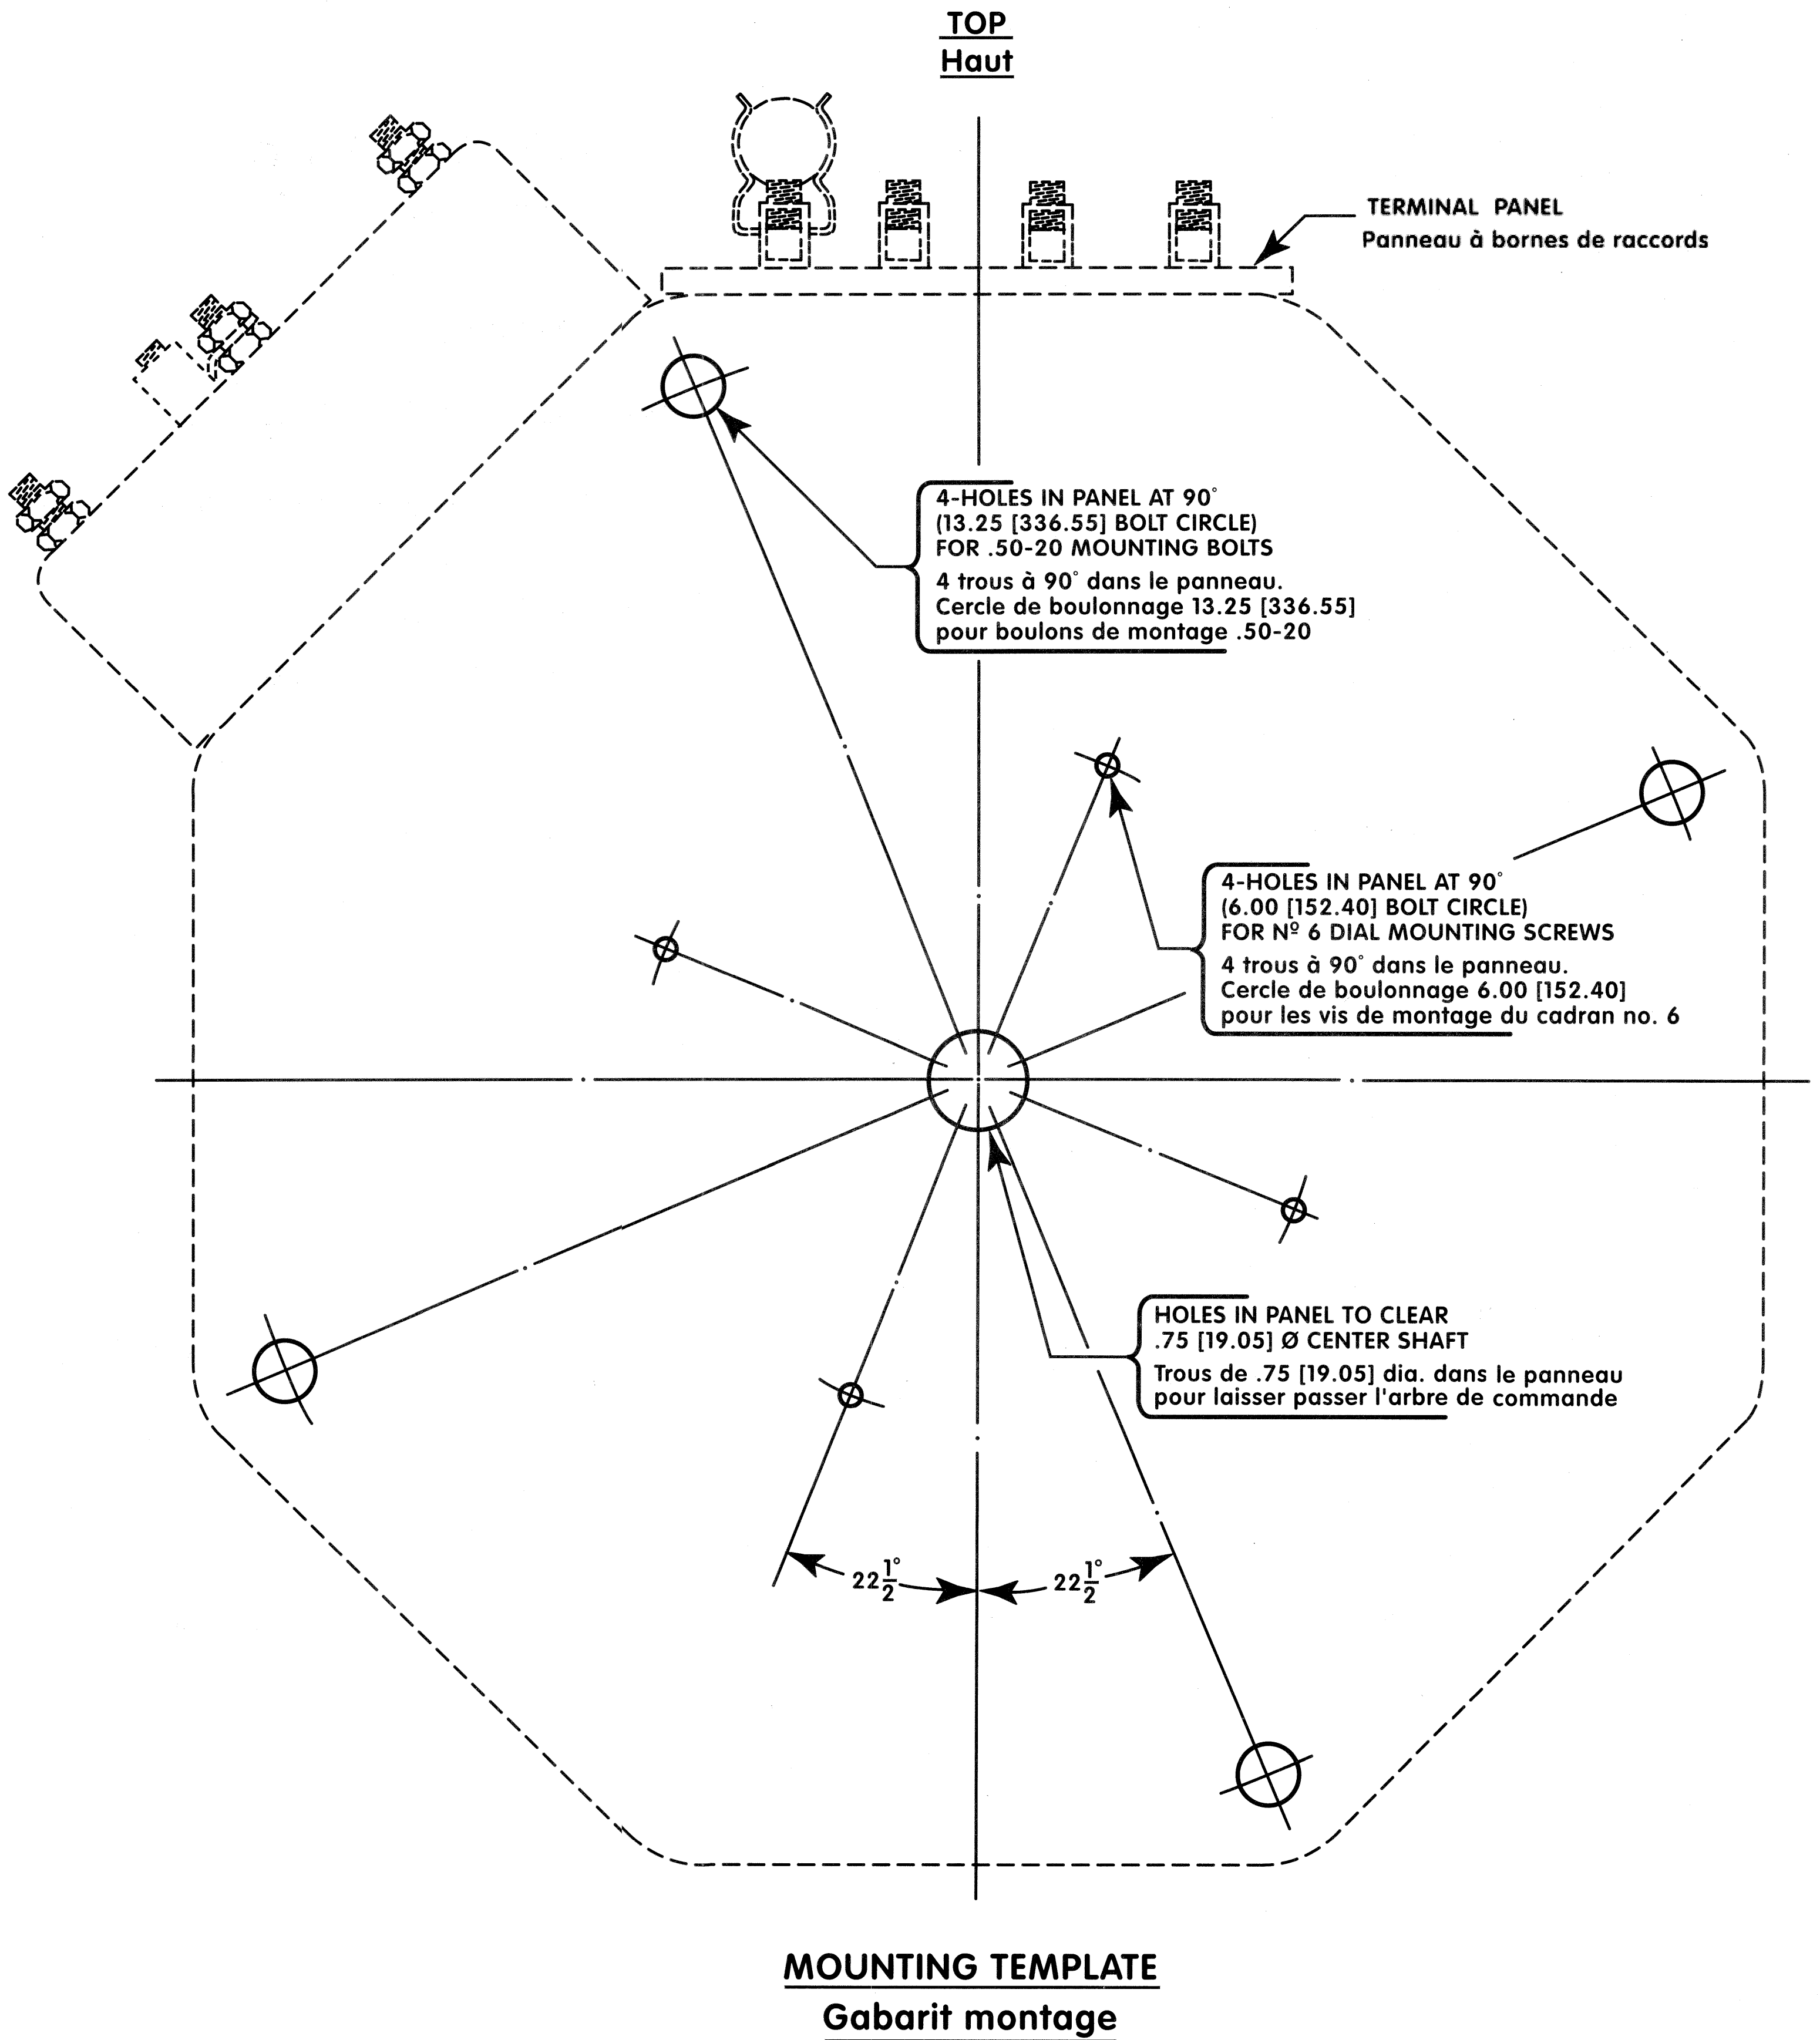 TOP
Haut
TERMINAL PANEL
Panneau à bornes de raccords
4-HOLES IN PANEL AT 90°
(13.25 [336.55] BOLT CIRCLE)
FOR .50-20 MOUNTING BOLTS
4 trous à 90° dans le panneau.
Cercle de boulonnage 13.25 [336.55]
pour boulons de montage .50-20
4-HOLES IN PANEL AT 90°
(6.00 [152.40] BOLT CIRCLE)
FOR Nº 6 DIAL MOUNTING SCREWS
4 trous à 90° dans le panneau.
Cercle de boulonnage 6.00 [152.40]
pour les vis de montage du cadran no. 6
HOLES IN PANEL TO CLEAR
.75 [19.05] Ø CENTER SHAFT
Trous de .75 [19.05] dia. dans le panneau
pour laisser passer l'arbre de commande
22 1/2° 22 1/2°
MOUNTING TEMPLATE
Gabarit montage